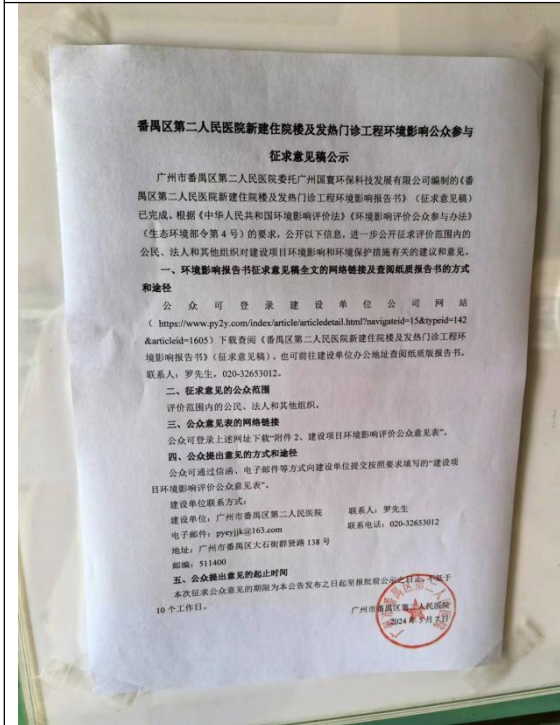 番禺区第二人民医院新建住院楼及发热门诊工程环境影响公众参与
征求意见稿公示
广州市番禺区第二人民医院委托广州国寰环保科技发展有限公司编制的《番
禺区第二人民医院新建住院楼及发热门诊工程环境影响报告书》（征求意见稿）
已完成。根据《中华人民共和国环境影响评价法》《环境影响评价公众参与办法》
（生态环境部令第 4 号）的要求，公开以下信息，进一步公开征求评价范围内的
公民、法人和其他组织对建设项目环境影响和环境保护措施有关的建议和意见。
一、环境影响报告书征求意见稿全文的网络链接及查阅纸质报告书的方式
和途径
公众可登录建设单位公司网站
（https://www.py2y.com/index/article/articledetail.html?navigateid=15&typeid=142
&articleid=1605）下载查阅《番禺区第二人民医院新建住院楼及发热门诊工程环
境影响报告书》（征求意见稿），也可前往建设单位办公地址查阅纸质版报告书。
联系人：罗先生，020-32653012。
二、征求意见的公众范围
评价范围内的公民、法人和其他组织。
三、公众意见表的网络链接
公众可登录上述网址下载“附件 2、建设项目环境影响评价公众意见表”。
四、公众提出意见的方式和途径
公众可通过信函、电子邮件等方式向建设单位提交按照要求填写的“建设项
目环境影响评价公众意见表”。
建设单位联系方式：
建设单位：广州市番禺区第二人民医院 联系人：罗先生
电子邮件：pyeyjjk@163.com 联系电话：020-32653012
地址：广州市番禺区大石街群贤路 138 号
邮编：511400
五、公众提出意见的起止时间
本次征求公众意见的期限为本公告发布之日起至报批前公示之日止，不低于
10 个工作日。
广州市番禺区第二人民医院
2024 年 5 月 7 日